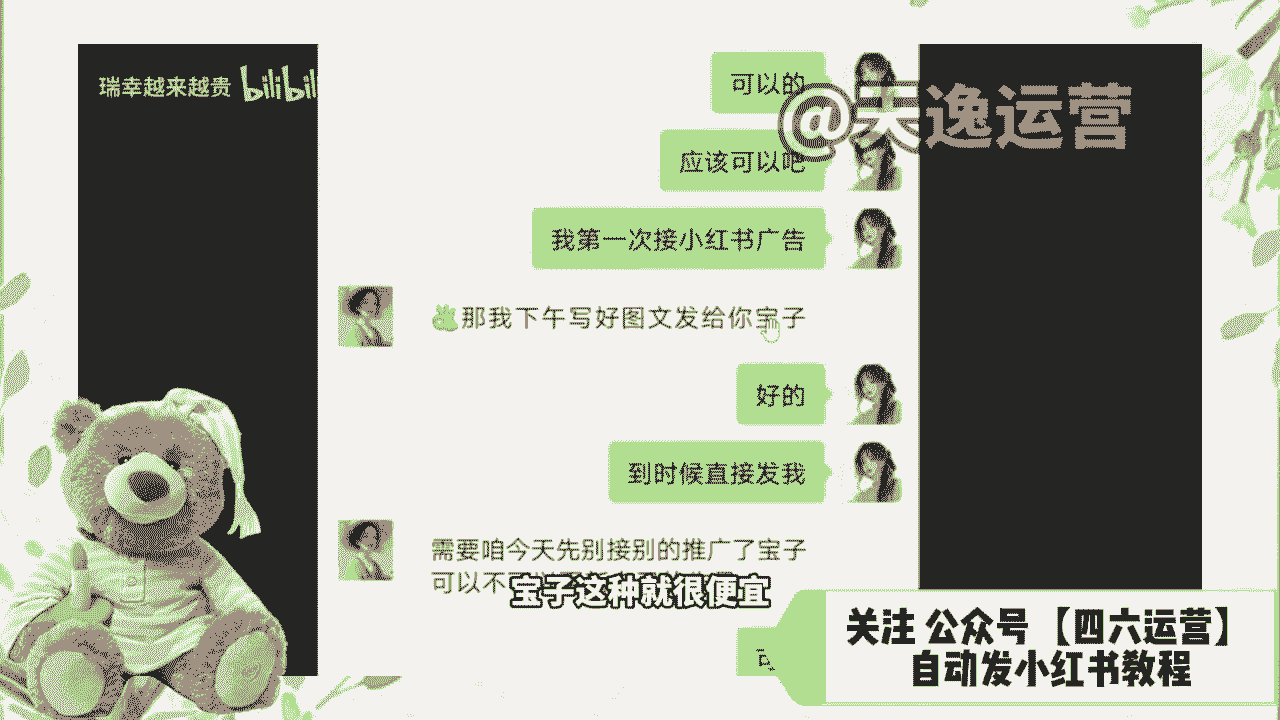 瑞幸越来越贵 bilibil
可以的
@天逸运营
应该可以吧
我第一次接小红书广告
那我下午写好图文发给你宝子
好的
到时候直接发我
需要咱今天先别接别的推广了宝子
可以不
宝子这种就很便宜
关注 公众号 【四六运营】
自动发小红书教程